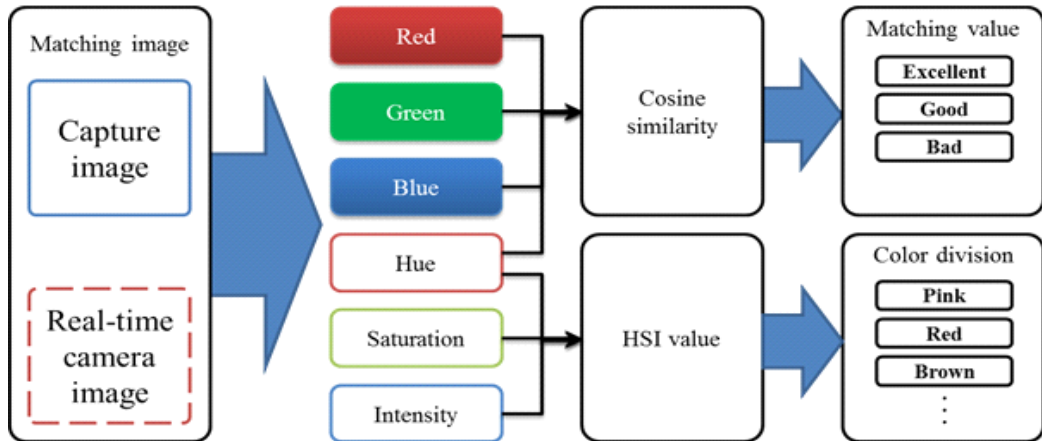 Matching image
Capture
image
Real-time
camera
image
Red
Green
Blue
Hue
Saturation
Intensity
Cosine
similarity
HSI value
Matching value
Excellent
Good
Bad
Color division
Pink
Red
Brown